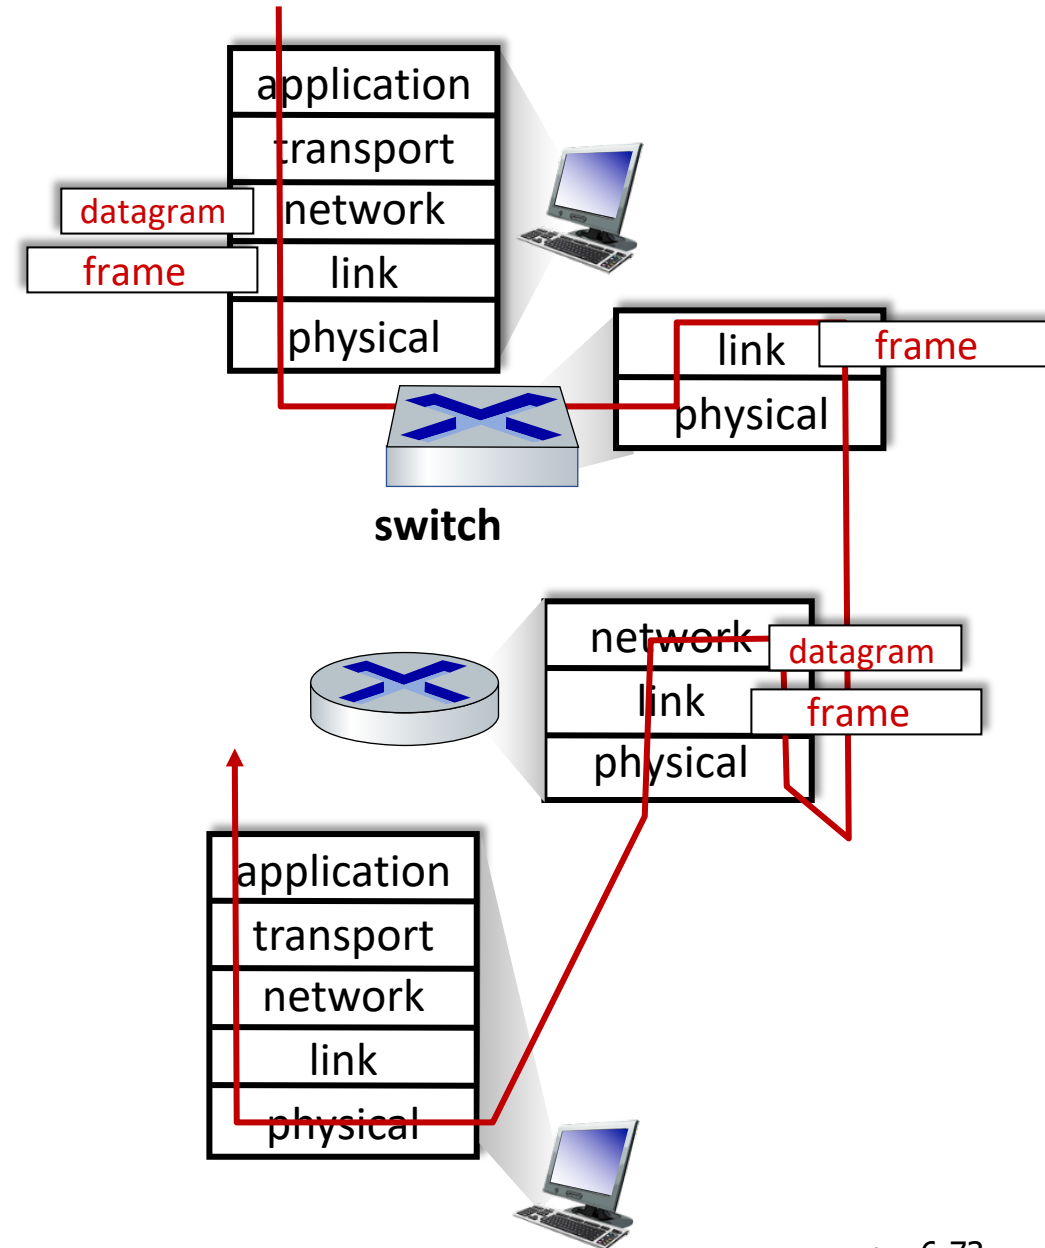 application
transport
datagram network
frame link
physical
link frame
physical
switch
network datagram
link frame
physical
application
transport
network
link
physical